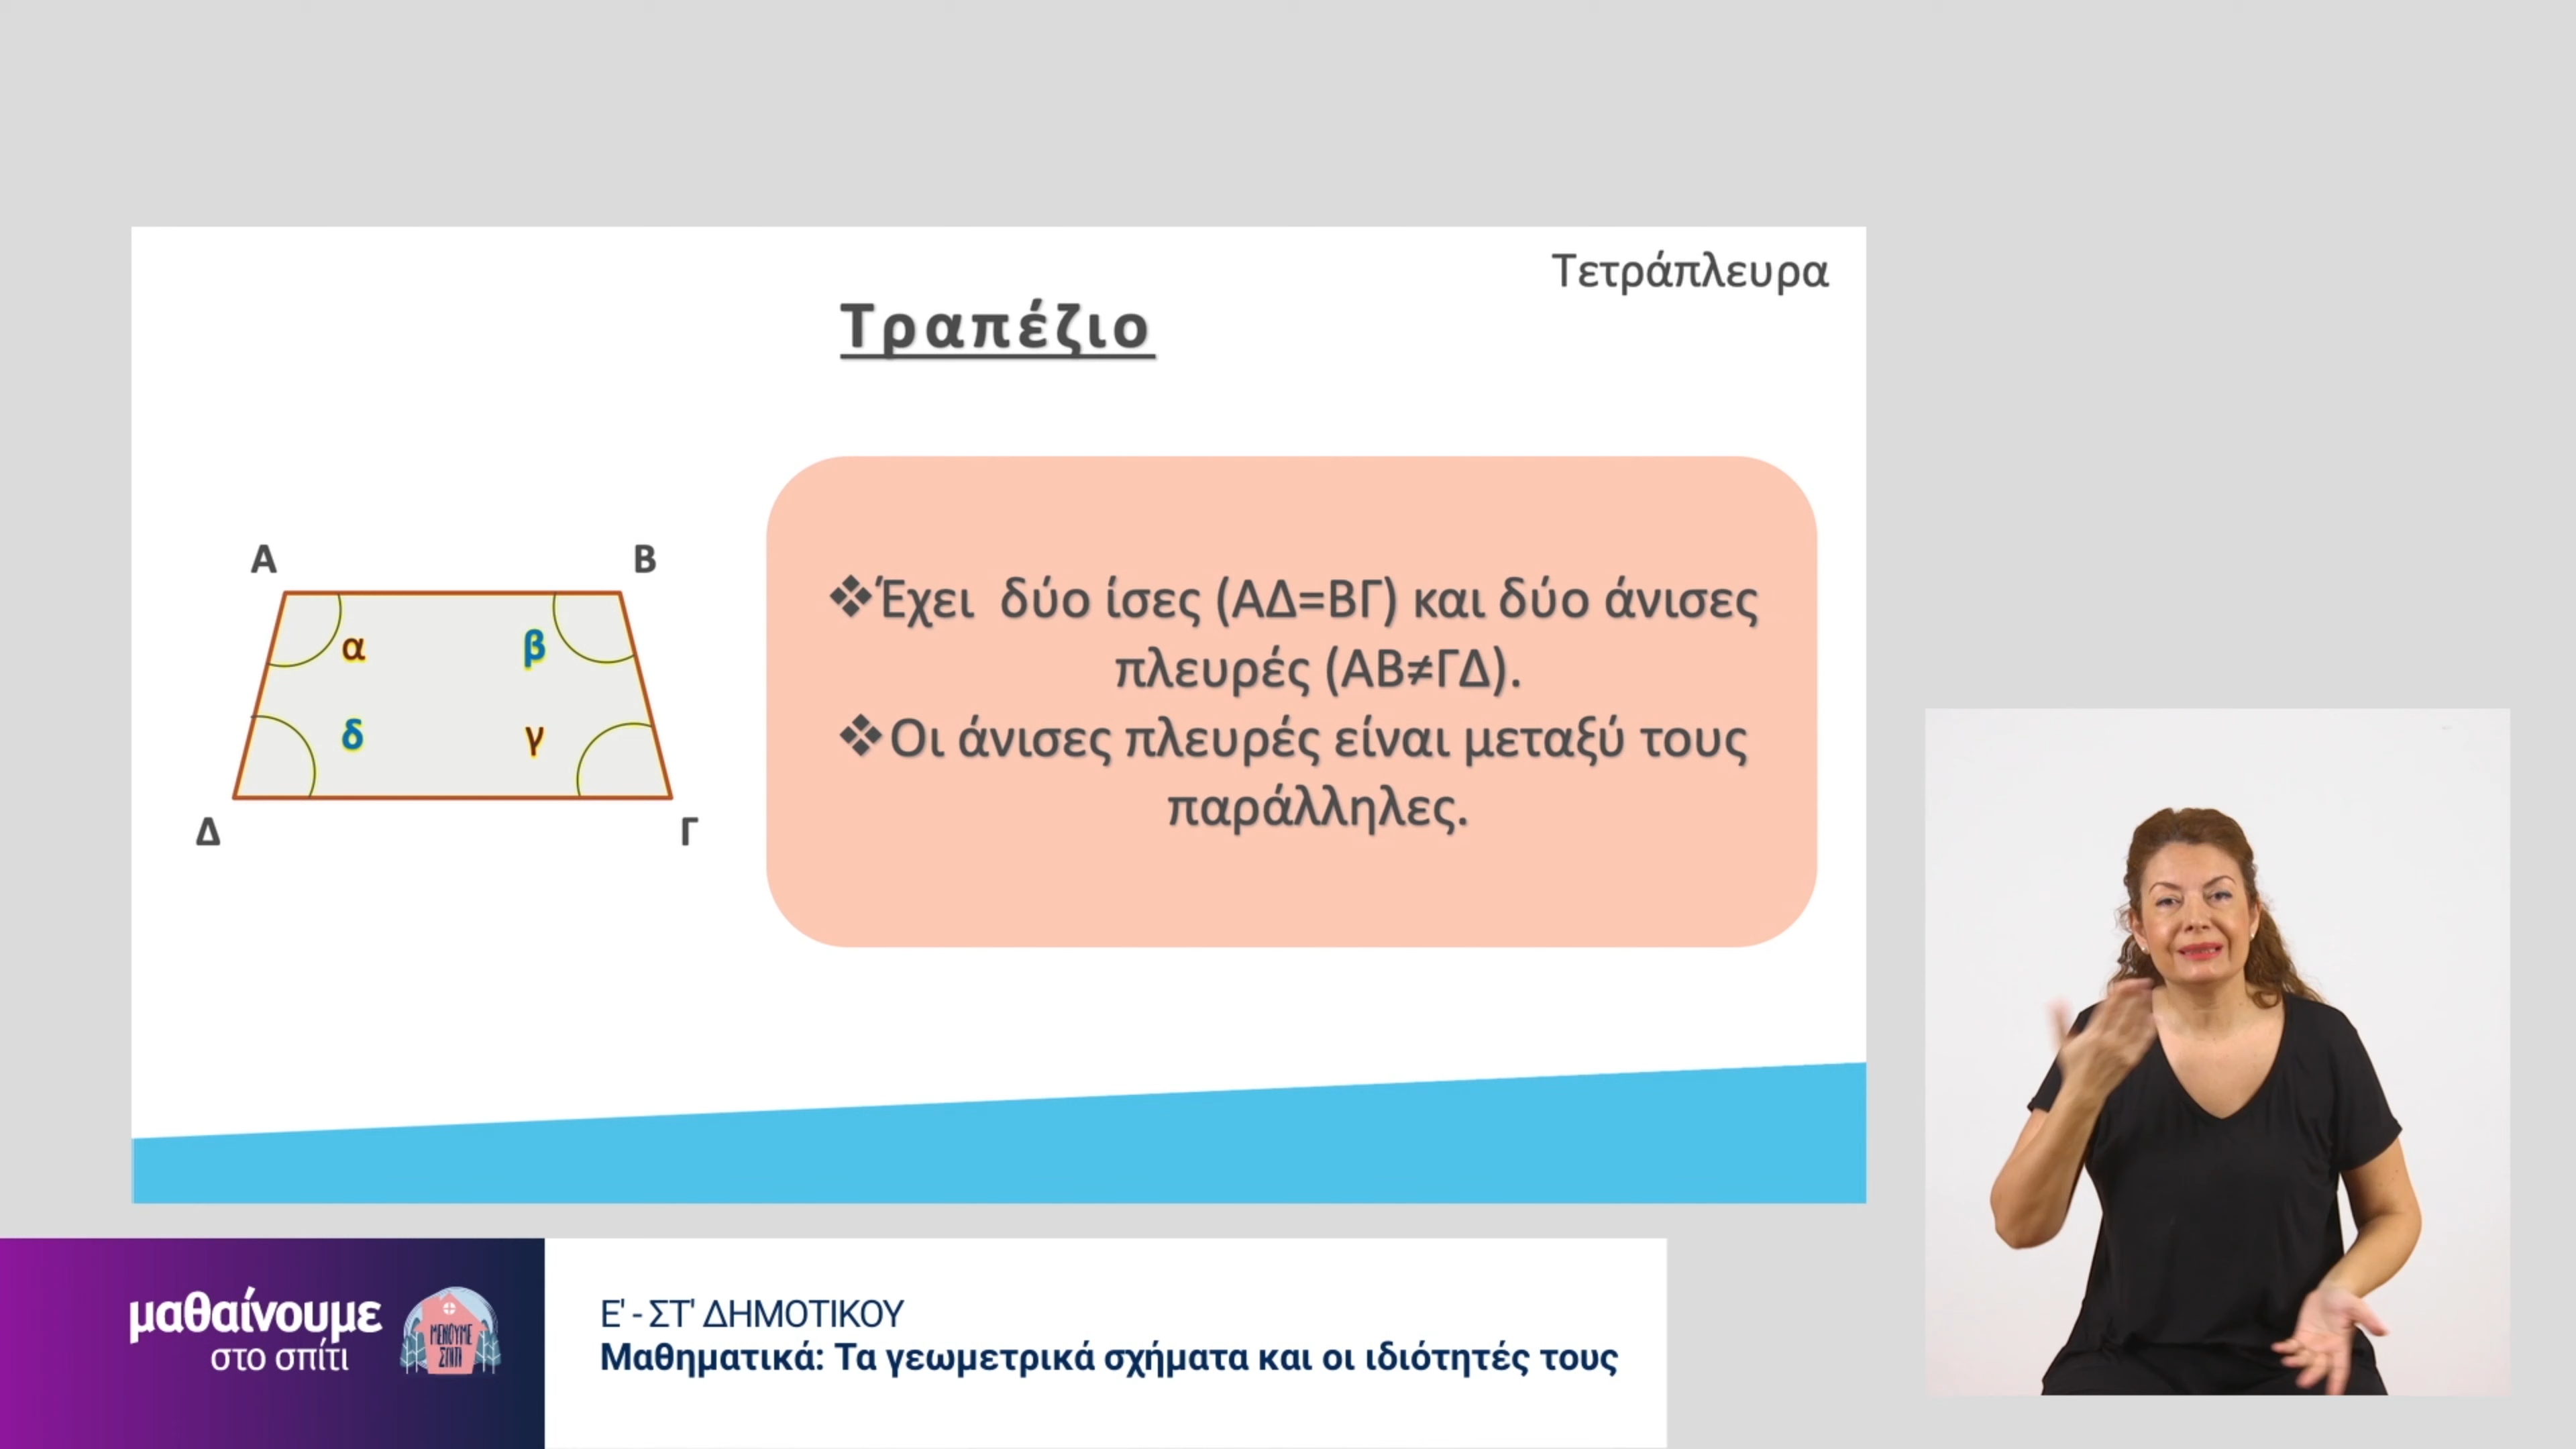 Τετράπλευρα
Τραπέζιο
Α
Β
α
β
δ
γ
Δ
Γ
❖Έχει δύο ίσες (ΑΔ=ΒΓ) και δύο άνισες
πλευρές (ΑΒ≠ΓΔ).
❖Οι άνισες πλευρές είναι μεταξύ τους
παράλληλες.
μαθαίνουμε
στο σπίτι
ΜΕΝΟΥΜΕ
ΣΠΙΤΙ
Ε' - ΣΤ' ΔΗΜΟΤΙΚΟΥ
Μαθηματικά: Τα γεωμετρικά σχήματα και οι ιδιότητές τους